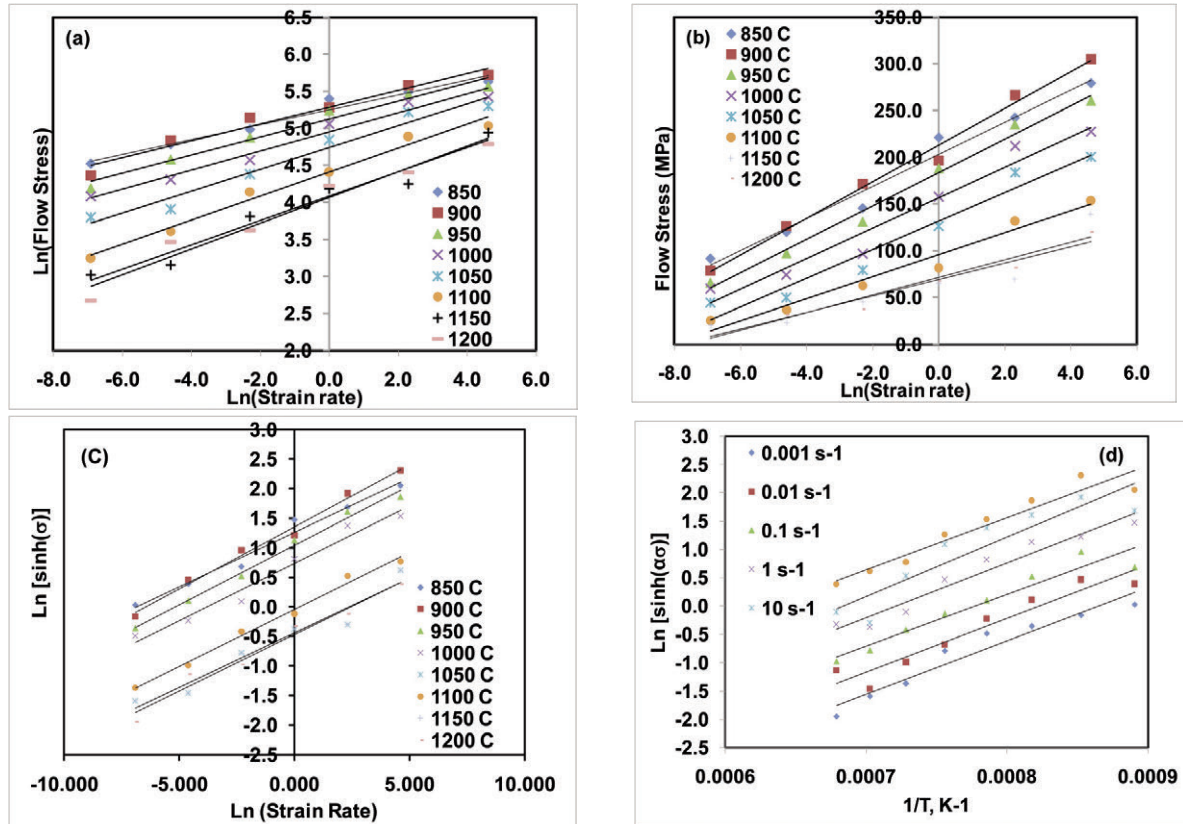 (a)
6.5
6.0
5.5
5.0
4.5
4.0
3.5
3.0
2.5
2.0
Ln(Flow Stress)
850
900
950
1000
1050
1100
1150
1200
-8.0 -6.0 -4.0 -2.0 0.0 2.0 4.0 6.0
Ln(Strain rate)
(b)
850 C
900 C
950 C
1000 C
1050 C
1100 C
1150 C
1200 C
350.0
300.0
250.0
200.0
150.0
100.0
50.0
0.0
Flow Stress (MPa)
-8.0 -6.0 -4.0 -2.0 0.0 2.0 4.0 6.0
Ln(Strain rate)
(C)
3.0
2.5
2.0
1.5
1.0
0.5
0.0
-0.5
-1.0
-1.5
-2.0
-2.5
Ln [sinh(σ)]
850 C
900 C
950 C
1000 C
1050 C
1100 C
1150 C
1200 C
-10.000 -5.000 0.000 5.000 10.000
Ln (Strain Rate)
(d)
3.0
2.5
2.0
1.5
1.0
0.5
0.0
-0.5
-1.0
-1.5
-2.0
-2.5
Ln [sinh(ασ)]
0.001 s-1
0.01 s-1
0.1 s-1
1 s-1
10 s-1
0.0006 0.0007 0.0008 0.0009
1/T, K-1